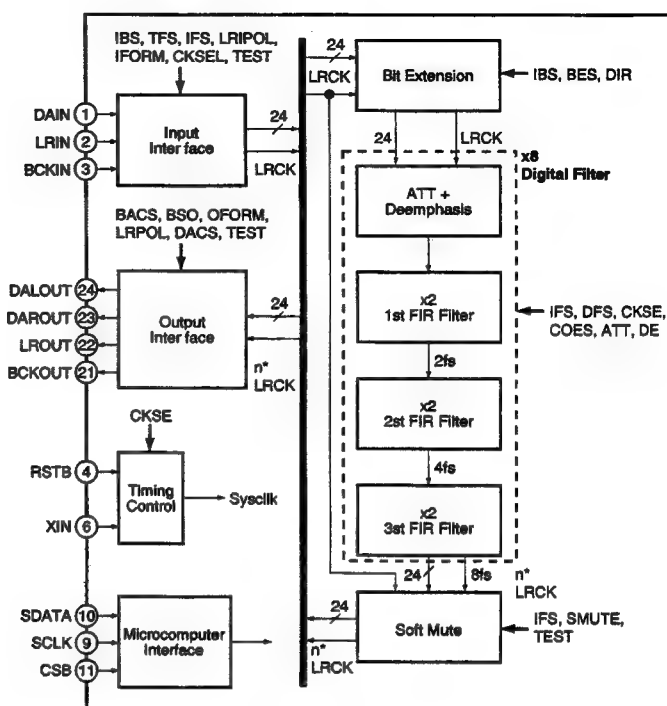 IBS, TFS, IFS, LRIPOL,
IFORM, CKSEL, TEST
DAIN 1
LRIN 2
BCKIN 3
Input
Interface
24
LRCK
24
LRCK
Bit Extension
IBS, BES, DIR
24
LRCK
x8
Digital Filter
ATT +
Deemphasis
x2
1st FIR Filter
IFS, DFS, CKSE,
COES, ATT, DE
2fs
x2
2st FIR Filter
4fs
x2
3st FIR Filter
24
8fs
n*
LRCK
Soft Mute
IFS, SMUTE,
TEST
24
n*
LRCK
BACS, BSO, OFORM,
LRPOL, DACS, TEST
DALOUT 24
DAROUT 23
LROUT 22
BCKOUT 21
Output
Interface
24
n*
LRCK
CKSE
RSTB 4
XIN 6
Timing
Control
Sysclk
SDATA 10
SCLK 9
CSB 11
Microcomputer
Interface